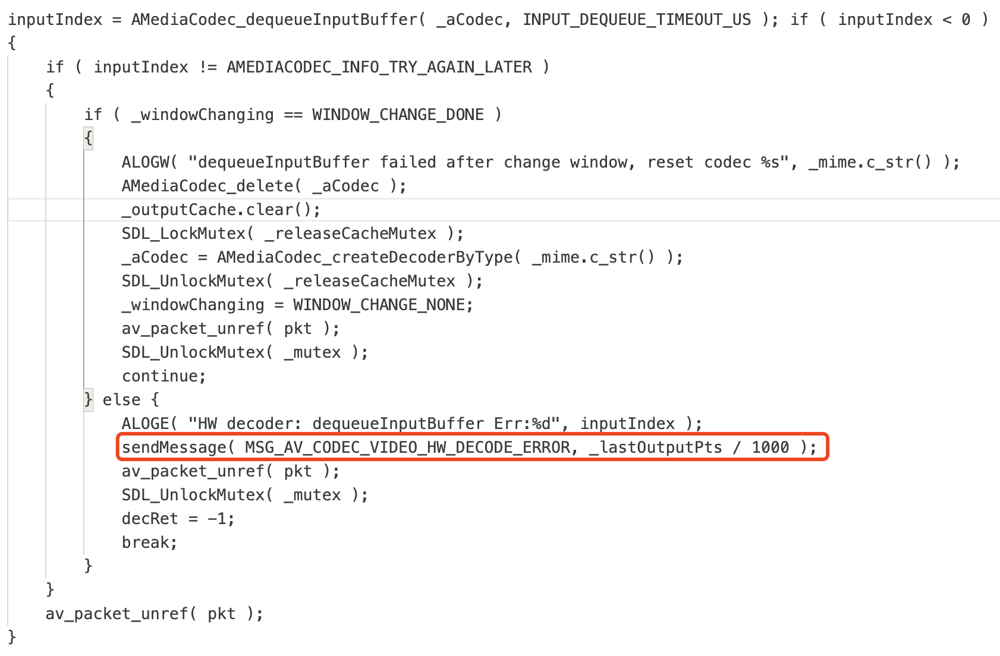 inputIndex = AMediaCodec_dequeueInputBuffer( _aCodec, INPUT_DEQUEUE_TIMEOUT_US ); if ( inputIndex < 0 )
{
    if ( inputIndex != AMEDIACODEC_INFO_TRY_AGAIN_LATER )
    {
        if ( _windowChanging == WINDOW_CHANGE_DONE )
        {
            ALOGW( "dequeueInputBuffer failed after change window, reset codec %s", _mime.c_str() );
            AMediaCodec_delete( _aCodec );
            _outputCache.clear();
            SDL_LockMutex( _releaseCacheMutex );
            _aCodec = AMediaCodec_createDecoderByType( _mime.c_str() );
            SDL_UnlockMutex( _releaseCacheMutex );
            _windowChanging = WINDOW_CHANGE_NONE;
            av_packet_unref( pkt );
            SDL_UnlockMutex( _mutex );
            continue;
        } else {
            ALOGE( "HW decoder: dequeueInputBuffer Err:%d", inputIndex );
            sendMessage( MSG_AV_CODEC_VIDEO_HW_DECODE_ERROR, _lastOutputPts / 1000 );
            av_packet_unref( pkt );
            SDL_UnlockMutex( _mutex );
            decRet = -1;
            break;
        }
    }
    av_packet_unref( pkt );
}